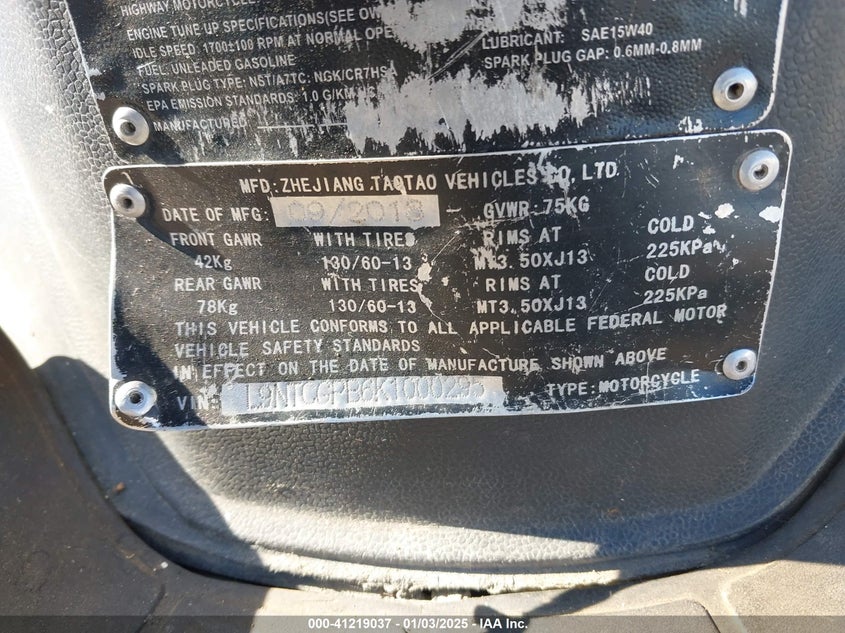 HIGHWAY MOTORCYCL
ENGINE TUNE UP SPECIFICATIONS(SEE OW
IDLE SPEED: 1700±100 RPM AT NORMAL OPE
FUEL: UNLEADED GASOLINE
SPARK PLUG TYPE: NST/A7TC: NGK/CR7HS
EPA EMISSION STANDARDS: 1.0 G/KM
MANUFACTURED
LUBRICANT: SAE15W40
SPARK PLUG GAP: 0.6MM-0.8MM
MFD:ZHEJIANG TAOTAO VEHICLES CO, LTD
DATE OF MFG: 09/2018 GVWR 75KG
FRONT GAWR WITH TIRES RIMS AT COLD
42Kg 130/60-13 MT3.50XJ13 225KPa
REAR GAWR WITH TIRES RIMS AT COLD
78Kg 130/60-13 MT3.50XJ13 225KPa
THIS VEHICLE CONFORMS TO ALL APPLICABLE FEDERAL MOTOR
VEHICLE SAFETY STANDARDS
IN EFFECT ON THE DATE OF MANUFACTURE SHOWN ABOVE
VIN: L9NTCGPB6K1000295 TYPE: MOTORCYCLE
000-41219037 - 01/03/2025 - © IAA Inc.